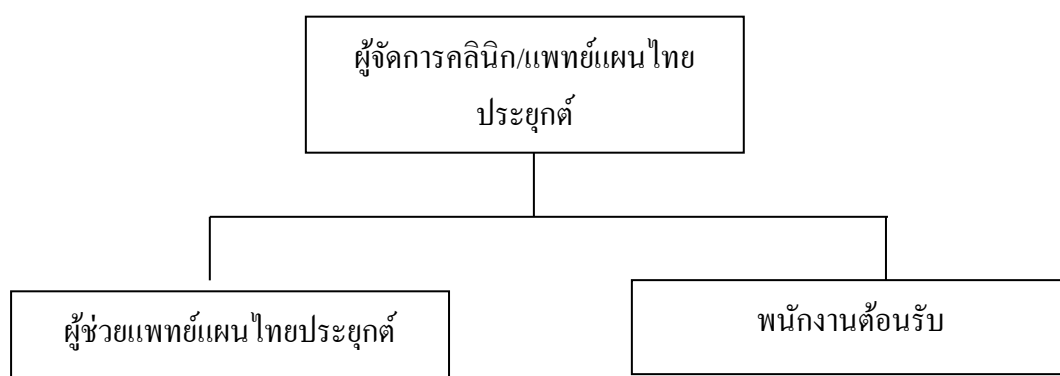 ผู้จัดการคลินิก/แพทย์แผนไทย
ประยุกต์
ผู้ช่วยแพทย์แผนไทยประยุกต์
พนักงานต้อนรับ